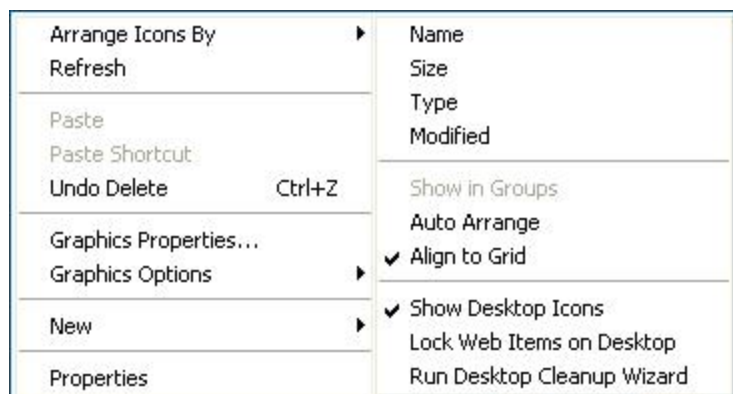 Arrange Icons By
Refresh
Paste
Paste Shortcut
Undo Delete Ctrl+Z
Graphics Properties...
Graphics Options
New
Properties
Name
Size
Type
Modified
Show in Groups
Auto Arrange
Align to Grid
Show Desktop Icons
Lock Web Items on Desktop
Run Desktop Cleanup Wizard